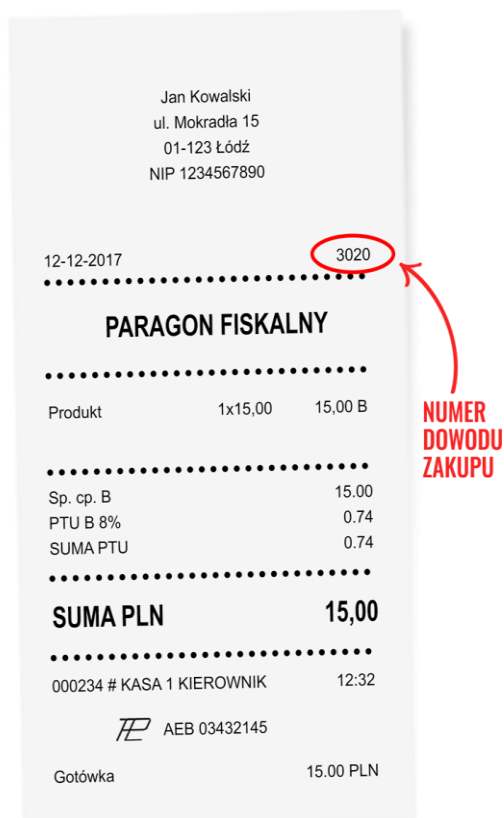 Jan Kowalski
ul. Mokradła 15
01-123 Łódź
NIP 1234567890
12-12-2017 3020
PARAGON FISKALNY
Produkt 1x15,00 15,00 B
NUMER
DOWODU
ZAKUPU
Sp. cp. B 15.00
PTU B 8% 0.74
SUMA PTU 0.74
SUMA PLN 15,00
000234 # KASA 1 KIEROWNIK 12:32
AEB 03432145
Gotówka 15.00 PLN